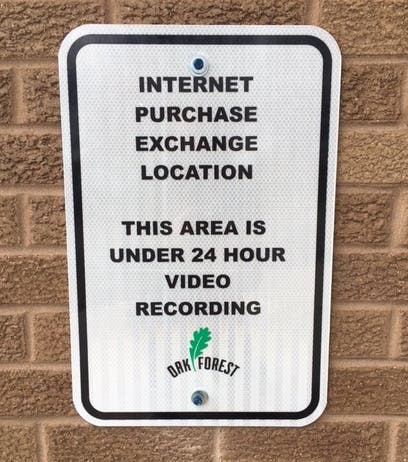 INTERNET
PURCHASE
EXCHANGE
LOCATION
THIS AREA IS
UNDER 24 HOUR
VIDEO
RECORDING
OAK FOREST